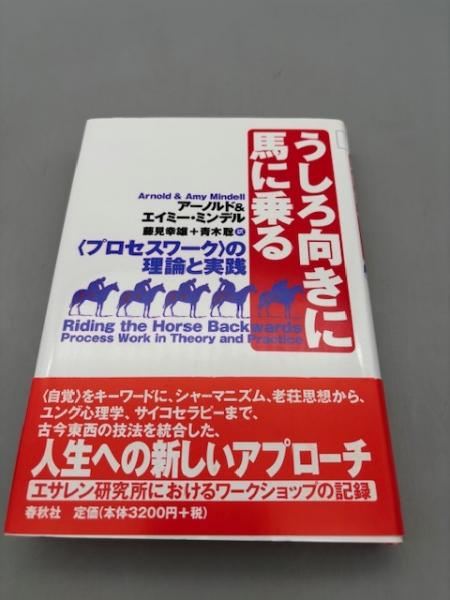 うしろ向きに
馬に乗る
Arnold & Amy Mindell
アーノルド&
エイミー・ミンデル
藤見幸雄+青木聡 訳
〈プロセスワーク〉の
理論と実践
Riding the Horse Backwards
Process Work in Theory and Practice
〈自覚〉をキーワードに、シャーマニズム、老荘思想から、
ユング心理学、サイコセラピーまで、
古今東西の技法を統合した、
人生への新しいアプローチ
エサレン研究所におけるワークショップの記録
春秋社 定価(本体3200円+税)